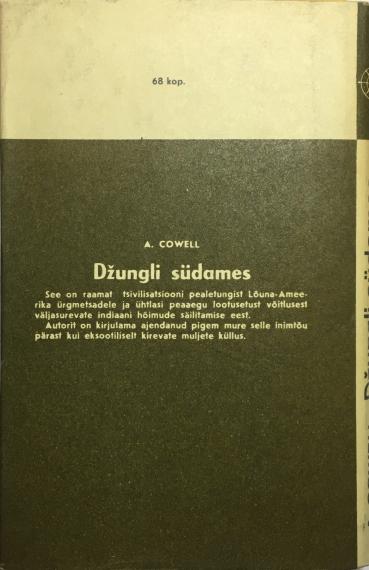 68 kop.
A. COWELL
Džungli südames
See on raamat tsivilisatsiooni pealetungist Lõuna-Amee-
rika ürgmetsadele ja ühtlasi peaaegu lootusetust võitlusest
väljasurevate indiaani hõimude säilitamise eest.
Autorit on kirjutama ajendanud pigem mure selle inimtõu
pärast kui eksootiliselt kirevate muljete küllus.